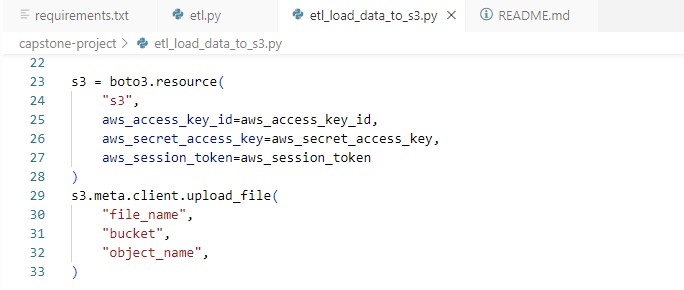 requirements.txt etl.py etl_load_data_to_s3.py × README.md
capstone-project > etl_load_data_to_s3.py
22
23 s3 = boto3.resource(
24     "s3",
25     aws_access_key_id=aws_access_key_id,
26     aws_secret_access_key=aws_secret_access_key,
27     aws_session_token=aws_session_token
28 )
29 s3.meta.client.upload_file(
30     "file_name",
31     "bucket",
32     "object_name",
33 )